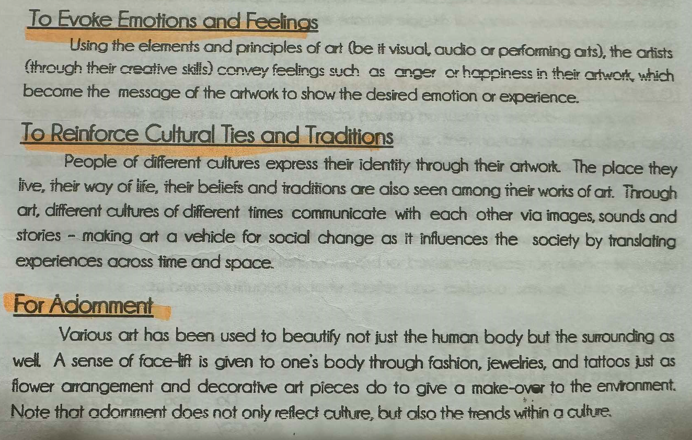 To Evoke Emotions and Feelings
Using the elements and principles of art (be it visual, audio or performing arts), the artists
(through their creative skills) convey feelings such as anger or happiness in their artwork, which
become the message of the artwork to show the desired emotion or experience.
To Reinforce Cultural Ties and Traditions
People of different cultures express their identity through their artwork. The place they
live, their way of life, their beliefs and traditions are also seen among their works of art. Through
art, different cultures of different times communicate with each other via images, sounds and
stories – making art a vehicle for social change as it influences the society by translating
experiences across time and space.
For Adornment
Various art has been used to beautify not just the human body but the surrounding as
well. A sense of face-lift is given to one's body through fashion, jewelries, and tattoos just as
flower arrangement and decorative art pieces do to give a make-over to the environment.
Note that adornment does not only reflect culture, but also the trends within a culture.